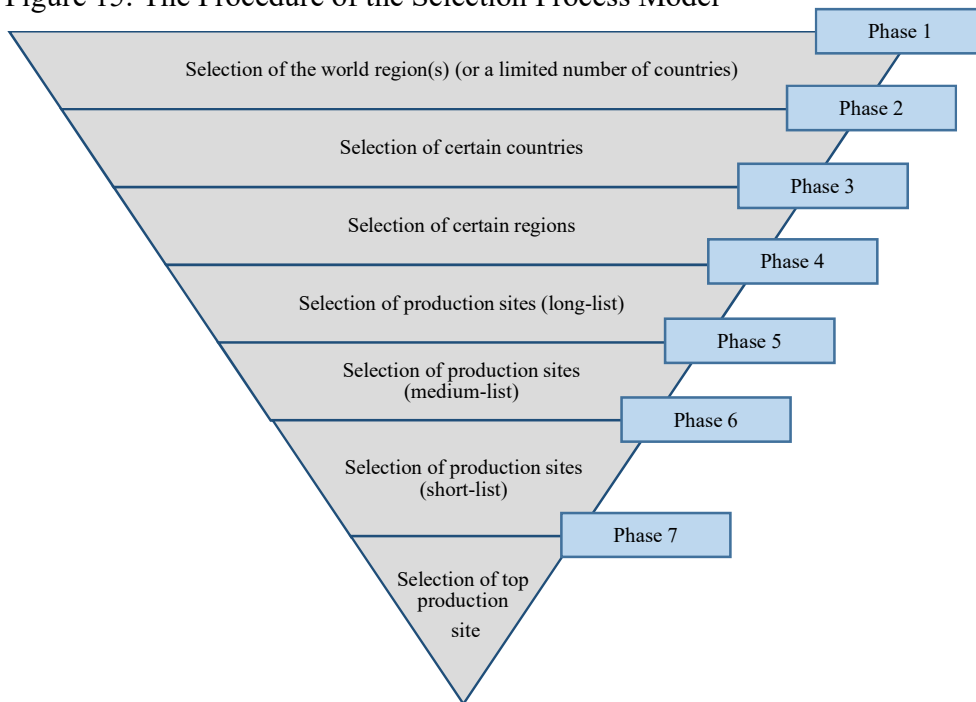 Figure 15: The Procedure of the Selection Process Model
Phase 1
Selection of the world region(s) (or a limited number of countries)
Phase 2
Selection of certain countries
Phase 3
Selection of certain regions
Phase 4
Selection of production sites (long-list)
Phase 5
Selection of production sites
(medium-list)
Phase 6
Selection of production sites
(short-list)
Phase 7
Selection of top
production
site